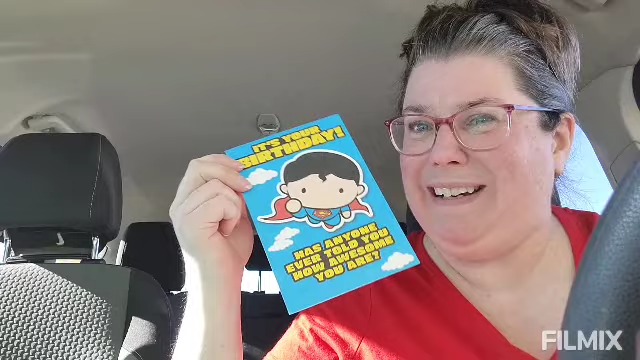 IT'S YOUR
BIRTHDAY!
HAS ANYONE
EVER TOLD YOU
HOW AWESOME
YOU ARE?
FILMIX